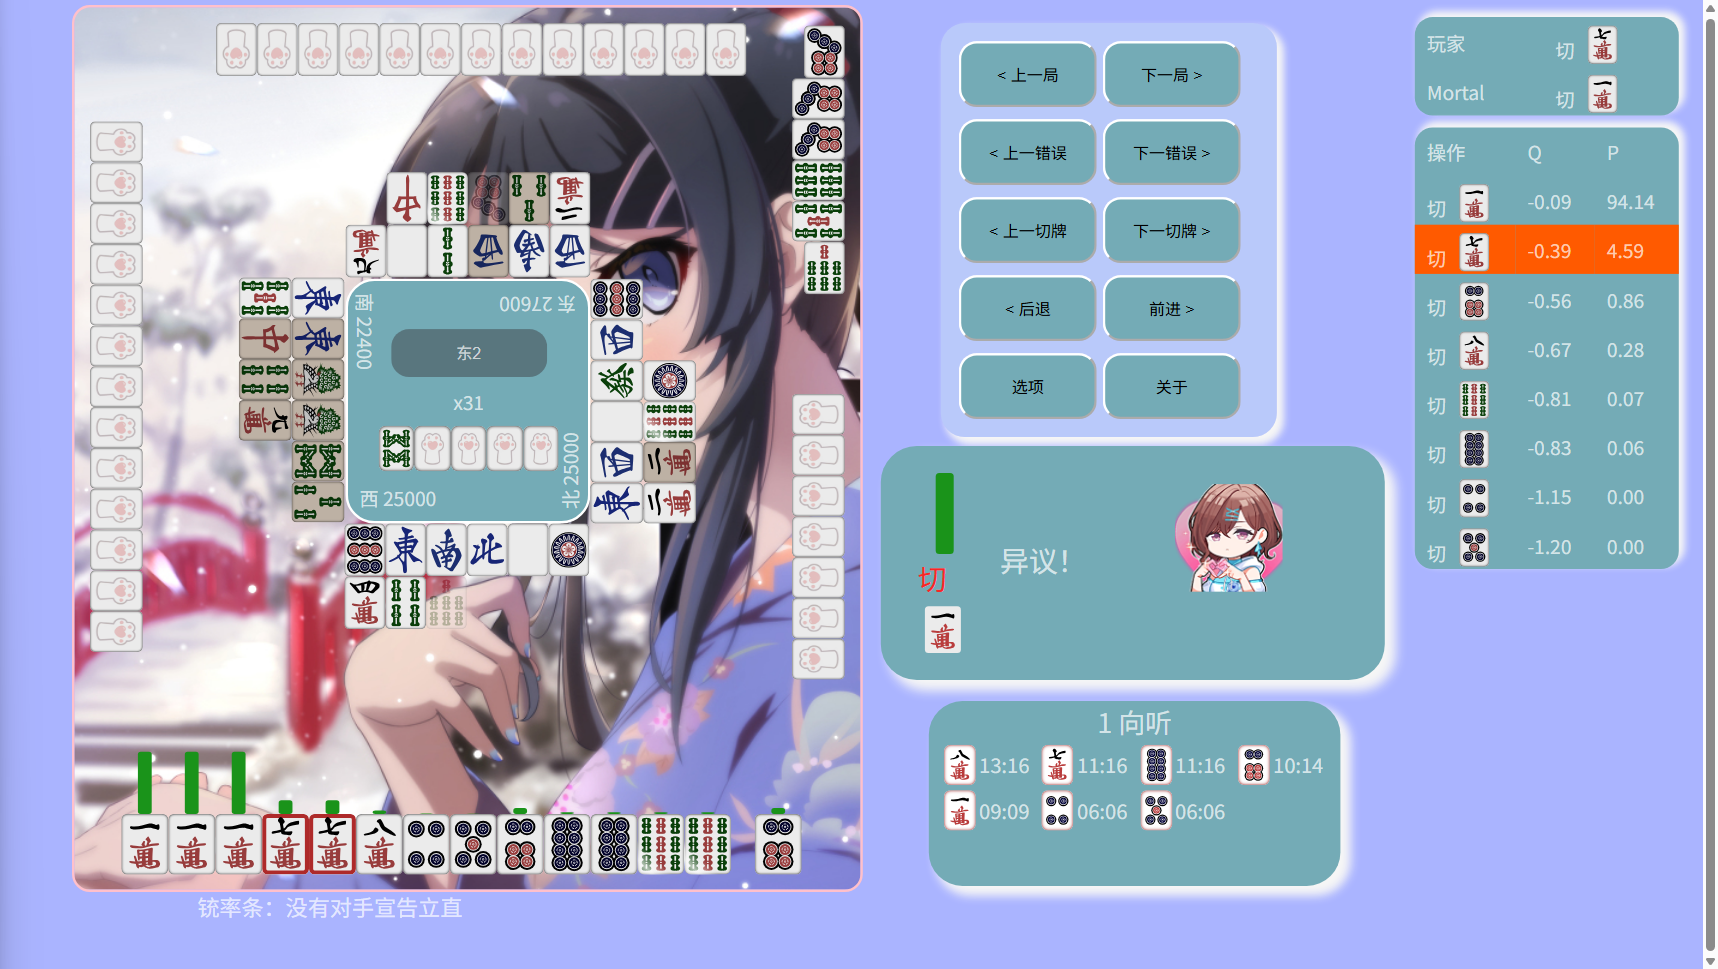 南 22400
东 27600
东2
x31
西 25000
北 25000
铳率条：没有对手宣告立直
< 上一局
下一局 >
< 上一错误
下一错误 >
< 上一切牌
下一切牌 >
< 后退
前进 >
选项
关于
切
异议！
1 向听
13:16
11:16
11:16
10:14
09:09
06:06
06:06
玩家 切
Mortal 切
操作 Q P
切 -0.09 94.14
切 -0.39 4.59
切 -0.56 0.86
切 -0.67 0.28
切 -0.81 0.07
切 -0.83 0.06
切 -1.15 0.00
切 -1.20 0.00